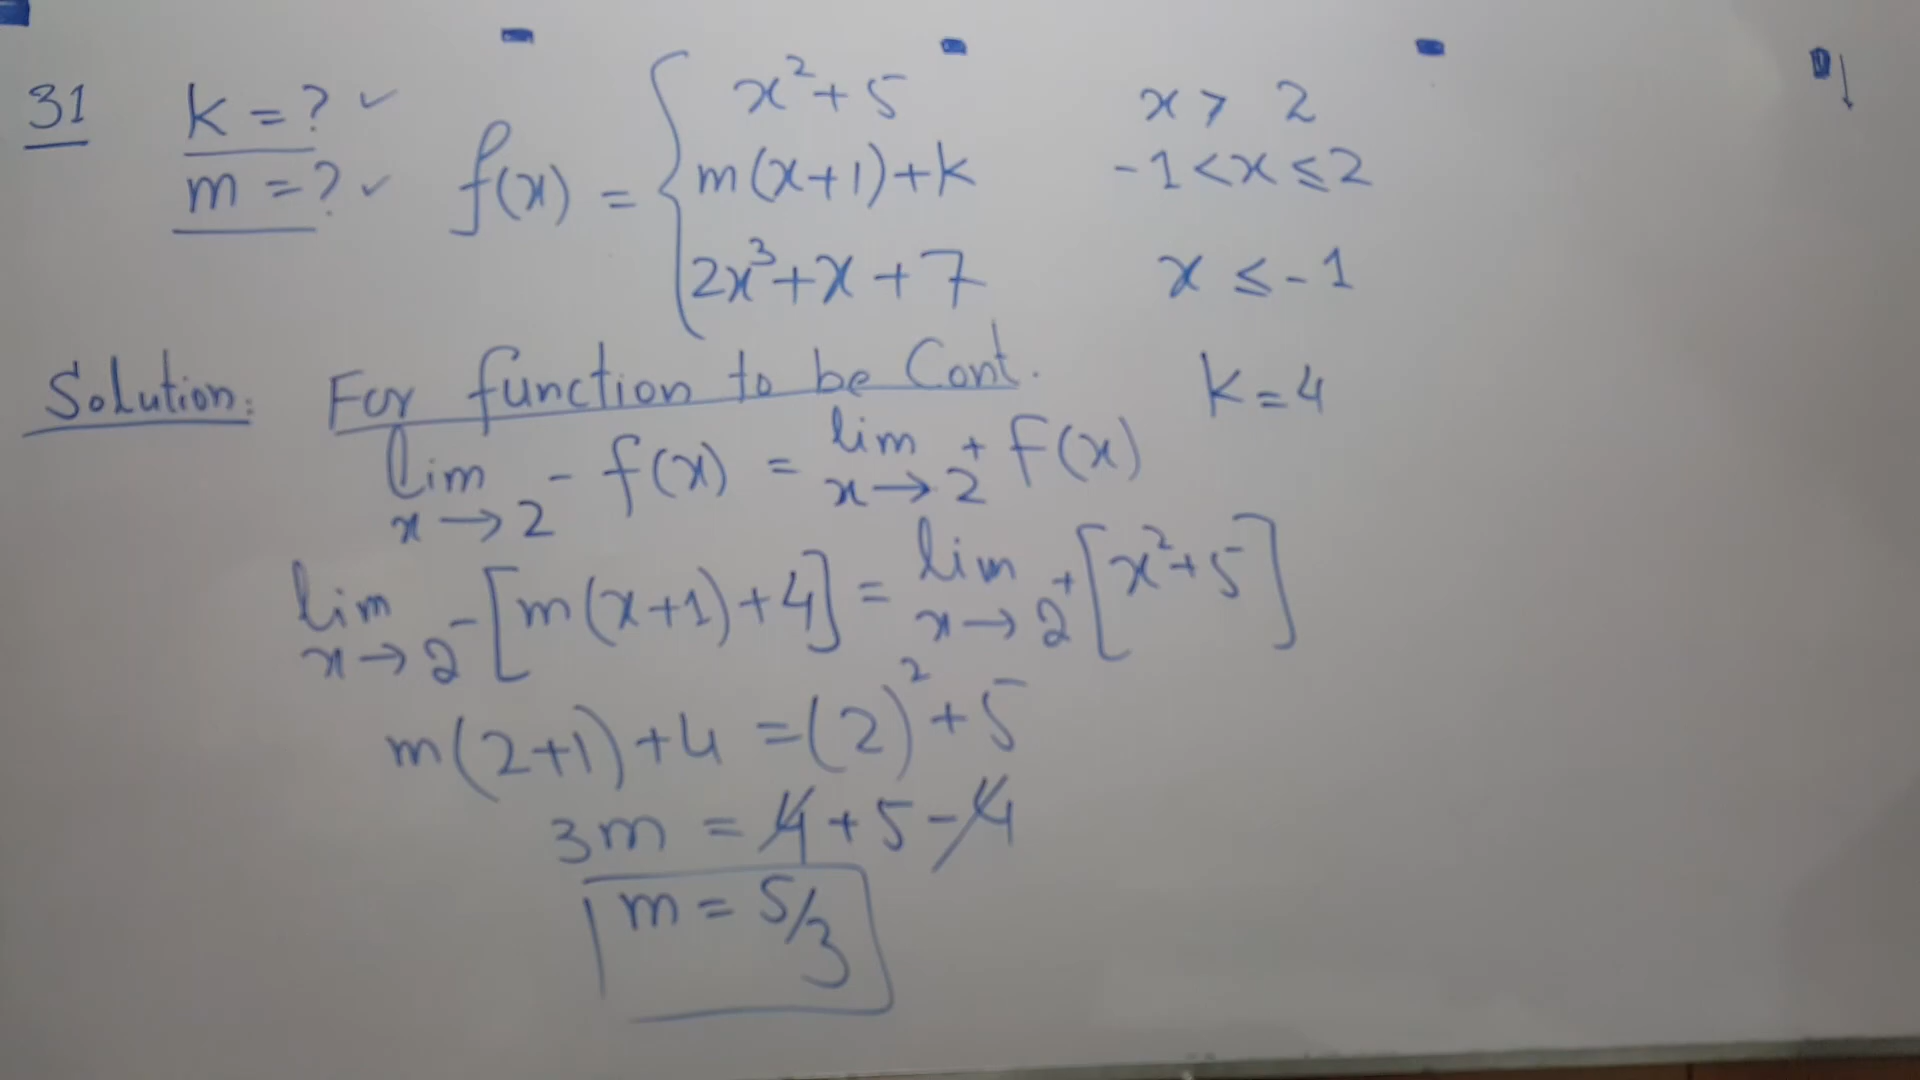 31 k = ? ✓ f(x) = { x² + 5 x > 2
m = ? ✓ m(x+1)+k -1 < x ≤ 2
2x³ + x + 7 x ≤ -1
Solution: For function to be Cont. k = 4
lim x→2⁻ f(x) = lim x→2⁺ f(x)
lim x→2⁻ [m(x+1)+4] = lim x→2⁺ [x²+5]
m(2+1)+4 = (2)² + 5
3m = 4 + 5 - 4
m = 5/3